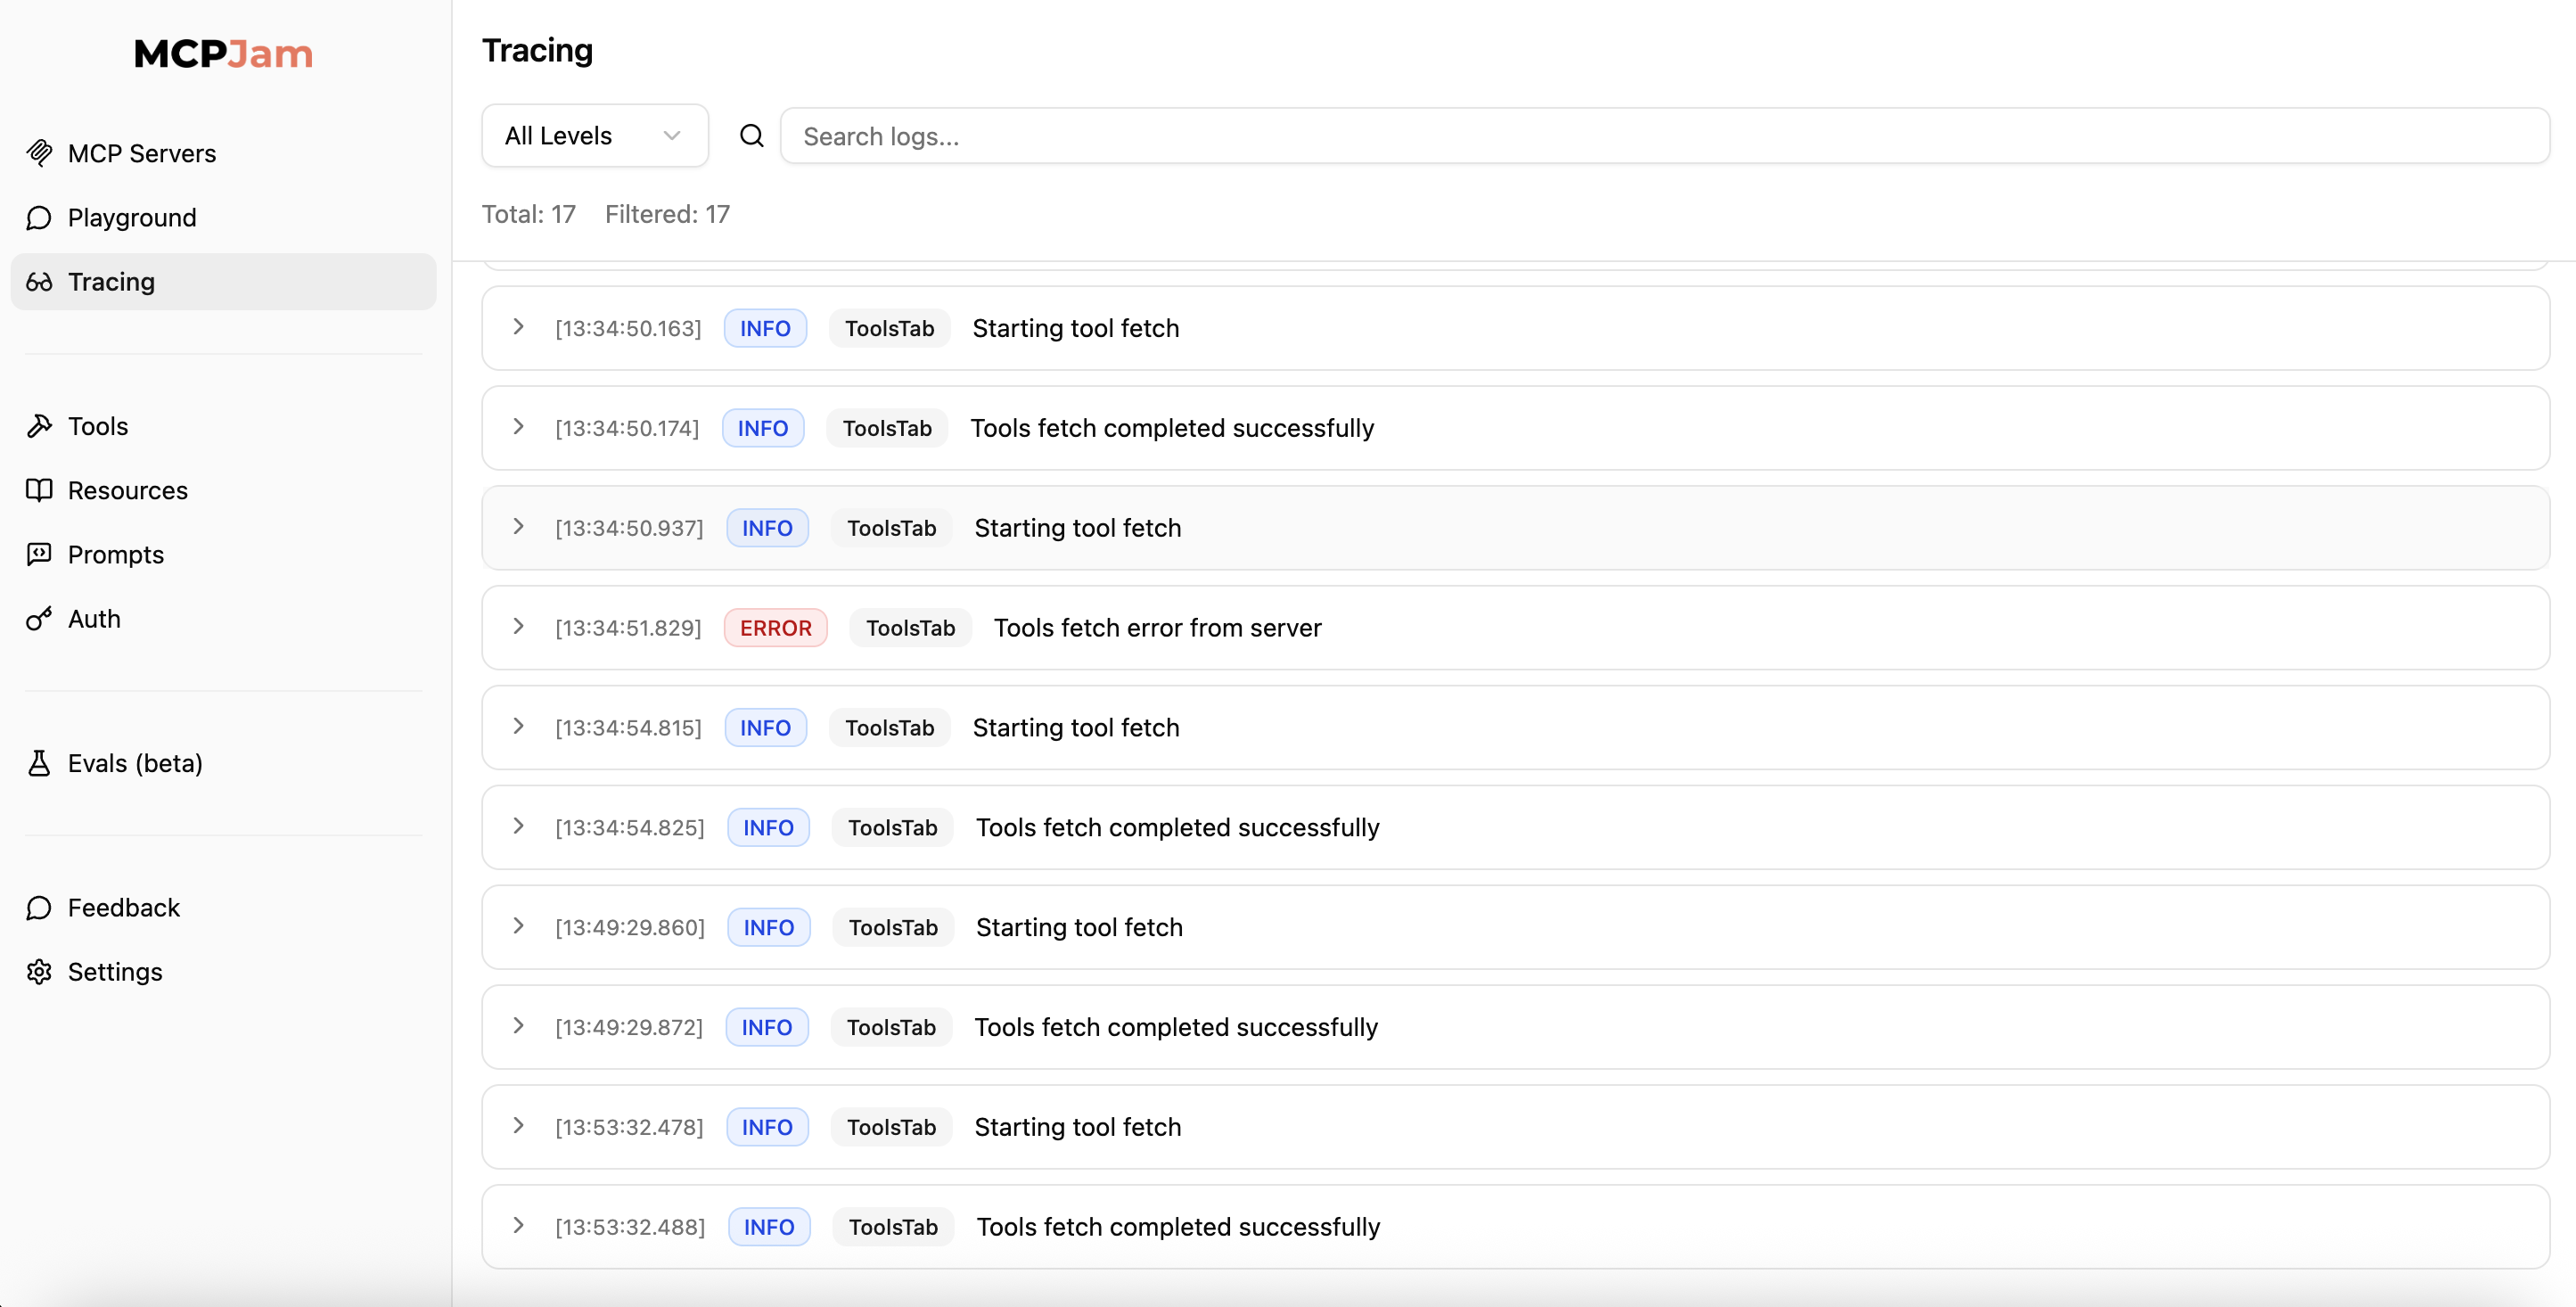 MCPJam
MCP Servers
Playground
Tracing
Tools
Resources
Prompts
Auth
Evals (beta)
Feedback
Settings
Tracing
All Levels
Search logs...
Total: 17 Filtered: 17
[13:34:50.163] INFO ToolsTab Starting tool fetch
[13:34:50.174] INFO ToolsTab Tools fetch completed successfully
[13:34:50.937] INFO ToolsTab Starting tool fetch
[13:34:51.829] ERROR ToolsTab Tools fetch error from server
[13:34:54.815] INFO ToolsTab Starting tool fetch
[13:34:54.825] INFO ToolsTab Tools fetch completed successfully
[13:49:29.860] INFO ToolsTab Starting tool fetch
[13:49:29.872] INFO ToolsTab Tools fetch completed successfully
[13:53:32.478] INFO ToolsTab Starting tool fetch
[13:53:32.488] INFO ToolsTab Tools fetch completed successfully